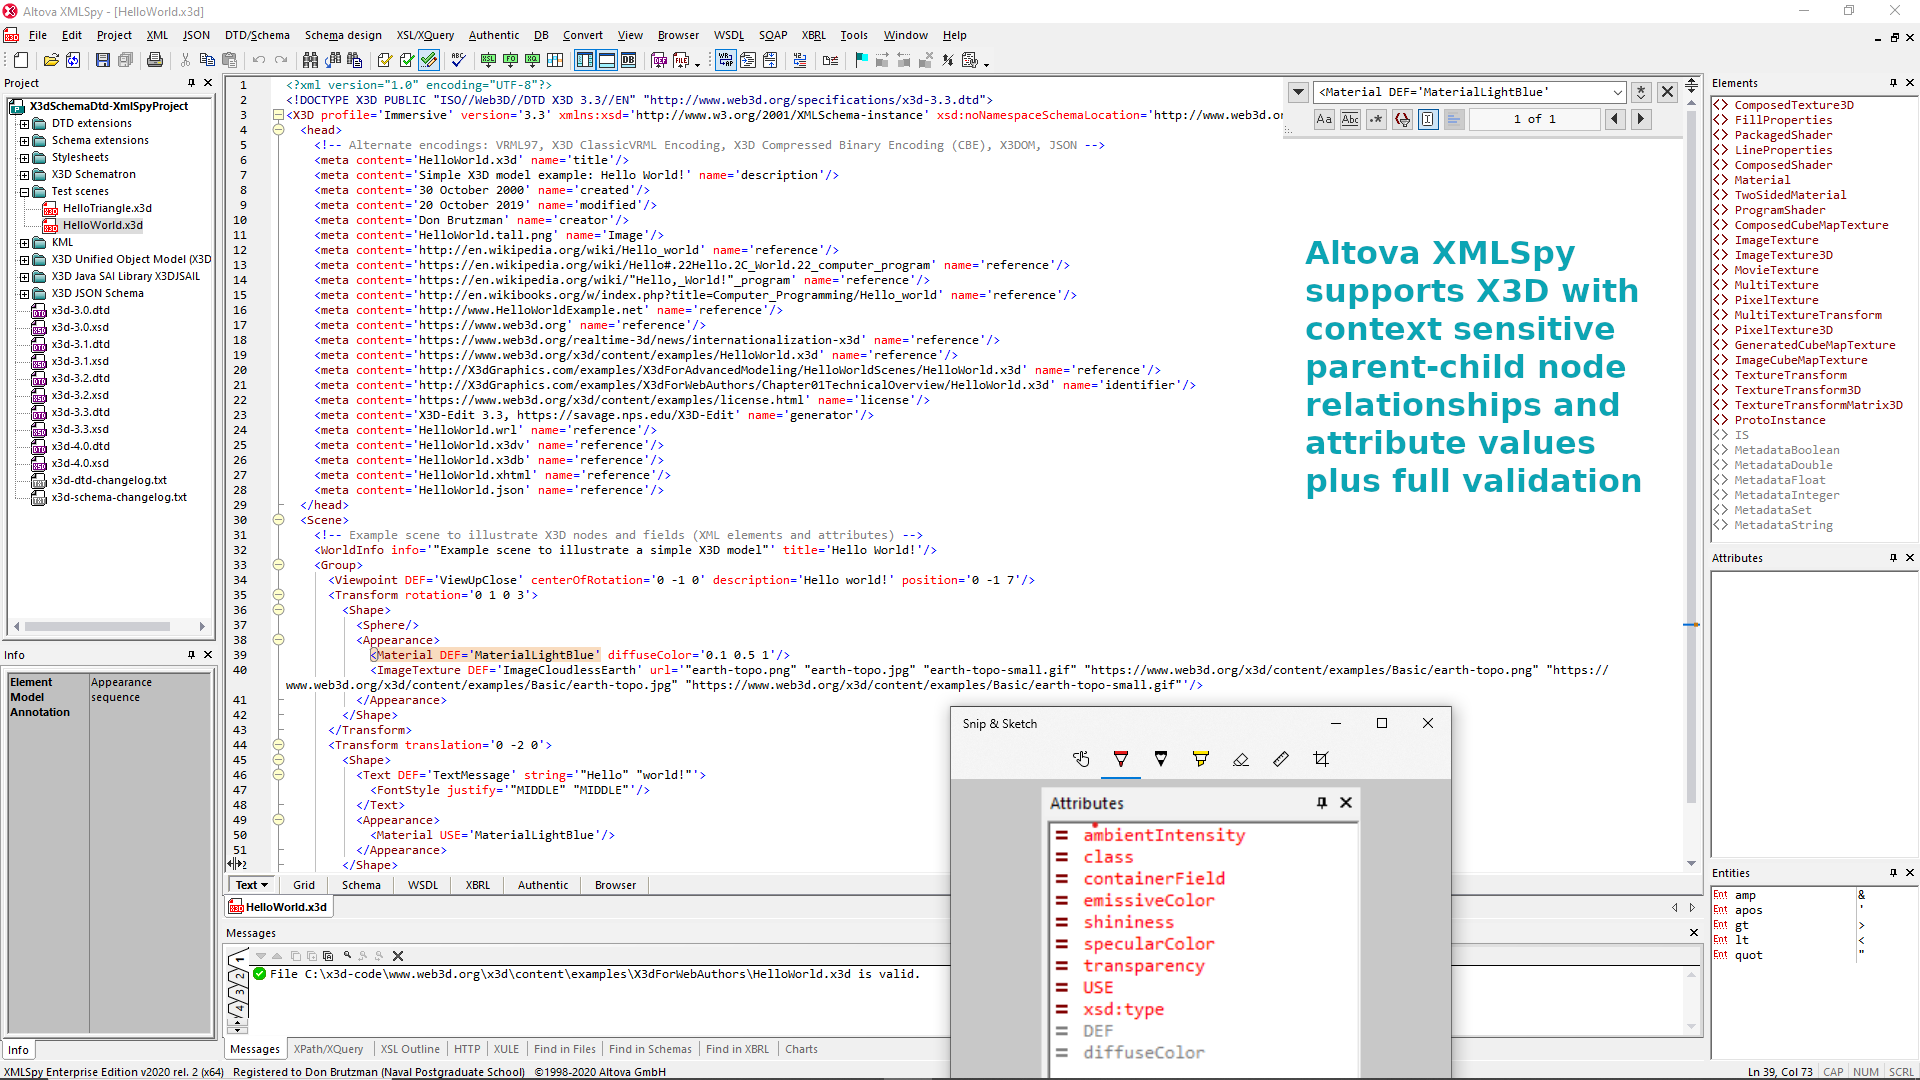 Altova XMLSpy - [HelloWorld.x3d]
File Edit Project XML JSON DTD/Schema Schema design XSL/XQuery Authentic DB Convert View Browser WSDL SOAP XBRL Tools Window Help
Project
X3dSchemaDtd-XmlSpyProject
DTD extensions
Schema extensions
Stylesheets
X3D Schematron
Test scenes
HelloTriangle.x3d
HelloWorld.x3d
KML
X3D Unified Object Model (X3D
X3D Java SAI Library X3DJSAIL
X3D JSON Schema
x3d-3.0.dtd
x3d-3.0.xsd
x3d-3.1.dtd
x3d-3.1.xsd
x3d-3.2.dtd
x3d-3.2.xsd
x3d-3.3.dtd
x3d-3.3.xsd
x3d-4.0.dtd
x3d-4.0.xsd
x3d-dtd-changelog.txt
x3d-schema-changelog.txt
Info
Element Appearance
Model sequence
Annotation
Info
1 <?xml version="1.0" encoding="UTF-8"?>
2 <!DOCTYPE X3D PUBLIC "ISO//Web3D//DTD X3D 3.3//EN" "http://www.web3d.org/specifications/x3d-3.3.dtd">
3 <X3D profile='Immersive' version='3.3' xmlns:xsd='http://www.w3.org/2001/XMLSchema-instance' xsd:noNamespaceSchemaLocation='http://www.web3d.or
4 <head>
5 <!-- Alternate encodings: VRML97, X3D ClassicVRML Encoding, X3D Compressed Binary Encoding (CBE), X3DOM, JSON -->
6 <meta content='HelloWorld.x3d' name='title'/>
7 <meta content='Simple X3D model example: Hello World!' name='description'/>
8 <meta content='30 October 2000' name='created'/>
9 <meta content='20 October 2019' name='modified'/>
10 <meta content='Don Brutzman' name='creator'/>
11 <meta content='HelloWorld.tall.png' name='Image'/>
12 <meta content='http://en.wikipedia.org/wiki/Hello_world' name='reference'/>
13 <meta content='https://en.wikipedia.org/wiki/Hello#.22Hello.2C_World.22_computer_program' name='reference'/>
14 <meta content='https://en.wikipedia.org/wiki/"Hello,_World!"_program' name='reference'/>
15 <meta content='http://en.wikibooks.org/w/index.php?title=Computer_Programming/Hello_world' name='reference'/>
16 <meta content='http://www.HelloWorldExample.net' name='reference'/>
17 <meta content='https://www.web3d.org' name='reference'/>
18 <meta content='https://www.web3d.org/realtime-3d/news/internationalization-x3d' name='reference'/>
19 <meta content='https://www.web3d.org/x3d/content/examples/HelloWorld.x3d' name='reference'/>
20 <meta content='http://X3dGraphics.com/examples/X3dForAdvancedModeling/HelloWorldScenes/HelloWorld.x3d' name='reference'/>
21 <meta content='http://X3dGraphics.com/examples/X3dForWebAuthors/Chapter01TechnicalOverview/HelloWorld.x3d' name='identifier'/>
22 <meta content='https://www.web3d.org/x3d/content/examples/license.html' name='license'/>
23 <meta content='X3D-Edit 3.3, https://savage.nps.edu/X3D-Edit' name='generator'/>
24 <meta content='HelloWorld.wrl' name='reference'/>
25 <meta content='HelloWorld.x3dv' name='reference'/>
26 <meta content='HelloWorld.x3db' name='reference'/>
27 <meta content='HelloWorld.xhtml' name='reference'/>
28 <meta content='HelloWorld.json' name='reference'/>
29 </head>
30 <Scene>
31 <!-- Example scene to illustrate X3D nodes and fields (XML elements and attributes) -->
32 <WorldInfo info='"Example scene to illustrate a simple X3D model"' title='Hello World!'/>
33 <Group>
34 <Viewpoint DEF='ViewUpClose' centerOfRotation='0 -1 0' description='Hello world!' position='0 -1 7'/>
35 <Transform rotation='0 1 0 3'>
36 <Shape>
37 <Sphere/>
38 <Appearance>
39 <Material DEF='MaterialLightBlue' diffuseColor='0.1 0.5 1'/>
40 <ImageTexture DEF='ImageCloudlessEarth' url='"earth-topo.png" "earth-topo.jpg" "earth-topo-small.gif" "https://www.web3d.org/x3d/content/examples/Basic/earth-topo.png" "https://
www.web3d.org/x3d/content/examples/Basic/earth-topo.jpg" "https://www.web3d.org/x3d/content/examples/Basic/earth-topo-small.gif"'/>
41 </Appearance>
42 </Shape>
43 </Transform>
44 <Transform translation='0 -2 0'>
45 <Shape>
46 <Text DEF='TextMessage' string='"Hello" "world!"'>
47 <FontStyle justify='"MIDDLE" "MIDDLE"'/>
48 </Text>
49 <Appearance>
50 <Material USE='MaterialLightBlue'/>
51 </Appearance>
</Shape>
Text Grid Schema WSDL XBRL Authentic Browser
HelloWorld.x3d
<Material DEF='MaterialLightBlue'
1 of 1
Altova XMLSpy
supports X3D with
context sensitive
parent-child node
relationships and
attribute values
plus full validation
Messages
1
2
3
4
File C:\x3d-code\www.web3d.org\x3d\content\examples\X3dForWebAuthors\HelloWorld.x3d is valid.
Messages XPath/XQuery XSL Outline HTTP XULE Find in Files Find in Schemas Find in XBRL Charts
Snip & Sketch
Attributes
= ambientIntensity
= class
= containerField
= emissiveColor
= shininess
= specularColor
= transparency
= USE
= xsd:type
= DEF
= diffuseColor
Elements
<> ComposedTexture3D
<> FillProperties
<> PackagedShader
<> LineProperties
<> ComposedShader
<> Material
<> TwoSidedMaterial
<> ProgramShader
<> ComposedCubeMapTexture
<> ImageTexture
<> ImageTexture3D
<> MovieTexture
<> MultiTexture
<> PixelTexture
<> MultiTextureTransform
<> PixelTexture3D
<> GeneratedCubeMapTexture
<> ImageCubeMapTexture
<> TextureTransform
<> TextureTransform3D
<> TextureTransformMatrix3D
<> ProtoInstance
<> IS
<> MetadataBoolean
<> MetadataDouble
<> MetadataFloat
<> MetadataInteger
<> MetadataSet
<> MetadataString
Attributes
Entities
Ent amp &
Ent apos '
Ent gt >
Ent lt <
Ent quot "
XMLSpy Enterprise Edition v2020 rel. 2 (x64) Registered to Don Brutzman (Naval Postgraduate School) ©1998-2020 Altova GmbH Ln 39, Col 73 CAP NUM SCRL